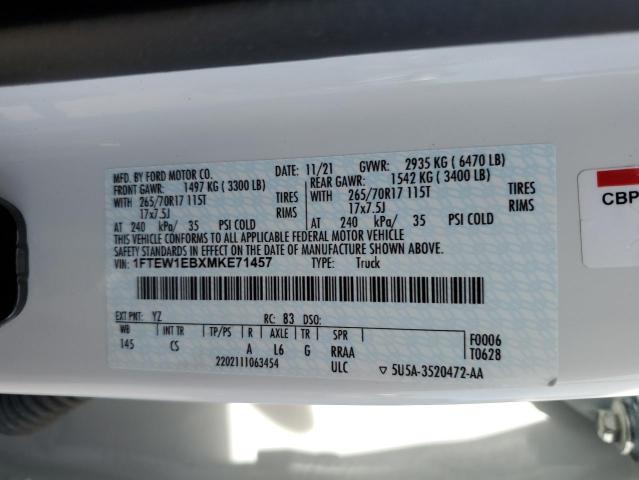 MFD. BY FORD MOTOR CO.
DATE: 11/21 GVWR: 2935 KG ( 6470 LB)
FRONT GAWR: 1497 KG ( 3300 LB) REAR GAWR: 1542 KG ( 3400 LB)
WITH 265/70R17 115T TIRES WITH 265/70R17 115T TIRES
17x7.5J RIMS 17x7.5J RIMS
AT 240 kPa/ 35 PSI COLD AT 240 kPa/ 35 PSI COLD
THIS VEHICLE CONFORMS TO ALL APPLICABLE FEDERAL MOTOR VEHICLE
SAFETY STANDARDS IN EFFECT ON THE DATE OF MANUFACTURE SHOWN ABOVE.
VIN: 1FTEW1EBXMKE71457 TYPE: Truck
EXT PNT: YZ RC: 83 DSO:
WB INT TR TP/PS R AXLE TR SPR
145 CS A L6 G RRAA
F0006
T0628
2202111063454 ULC ▽ 5U5A-3520472-AA
CBP